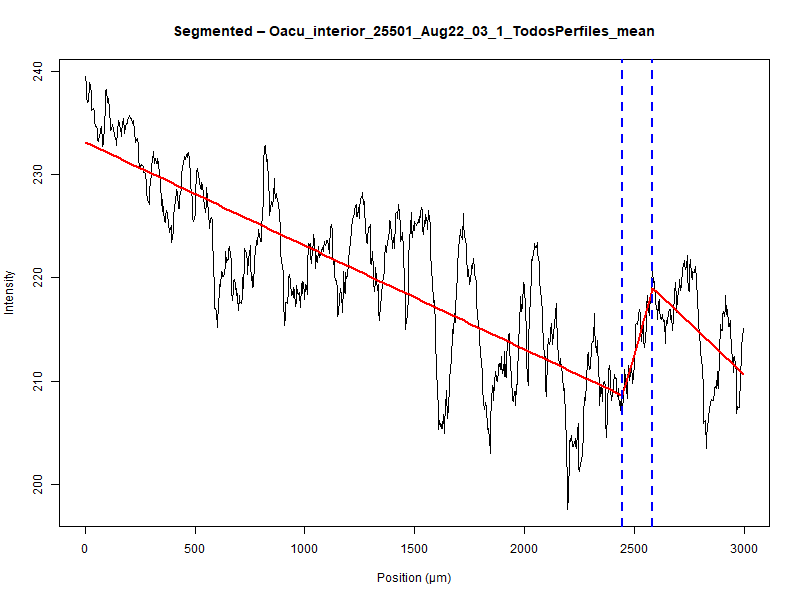 Segmented – Oacu_interior_25501_Aug22_03_1_TodosPerfiles_mean
Intensity
240
230
220
210
200
0 500 1000 1500 2000 2500 3000
Position (µm)